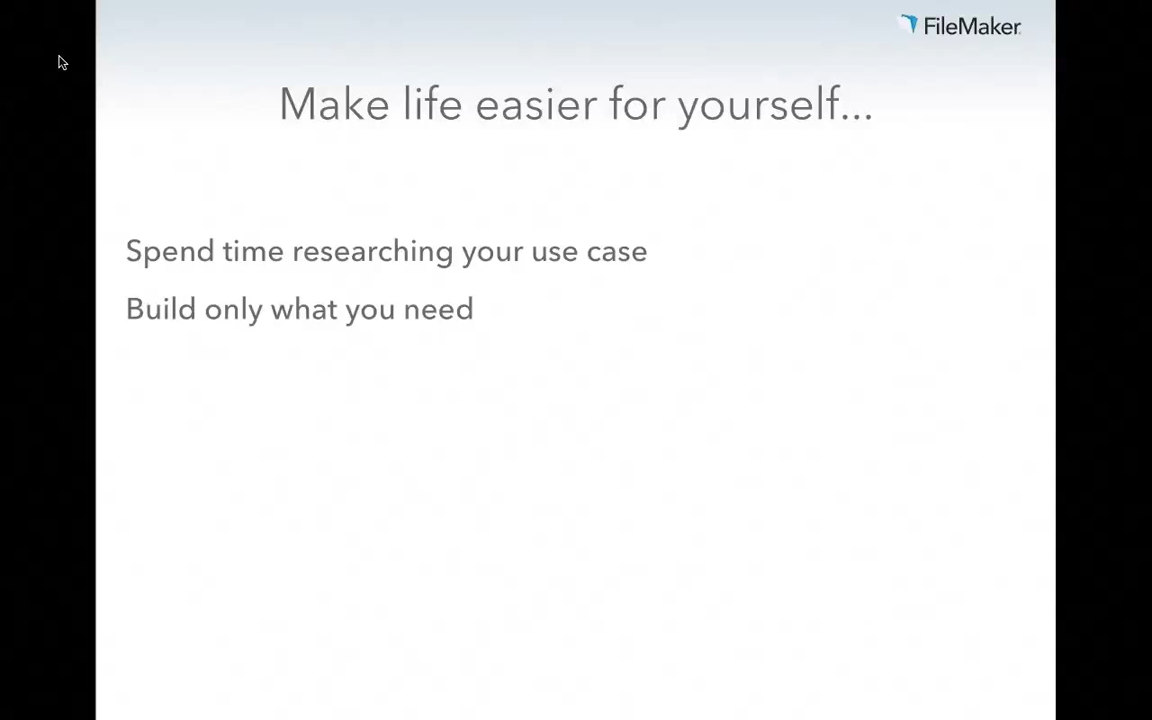 FileMaker
Make life easier for yourself...
Spend time researching your use case
Build only what you need